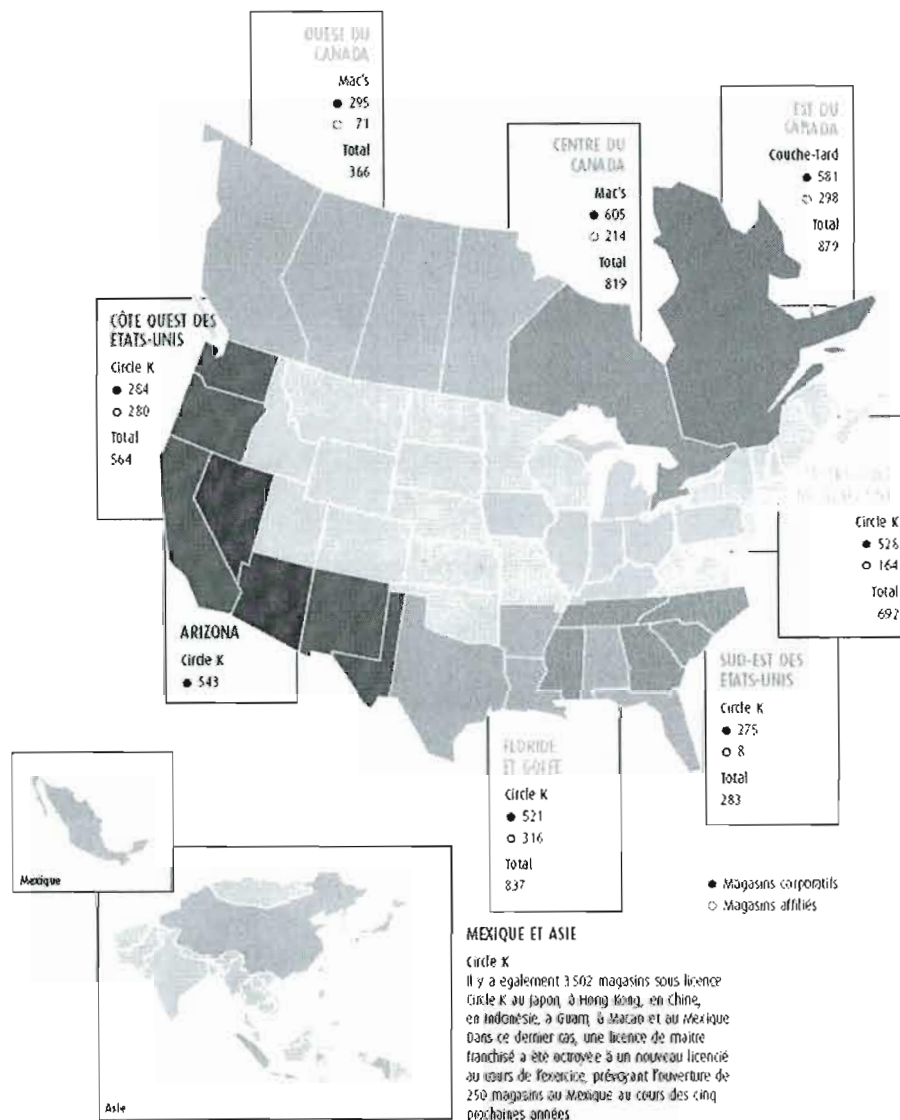 OUEST DU
CANADA
Mac's
● 295
○ 71
Total
366
CENTRE DU
CANADA
Mac's
● 605
○ 214
Total
819
EST DU
CANADA
Couche-Tard
● 581
○ 298
Total
879
CÔTE OUEST DES
ÉTATS-UNIS
Circle K
● 284
○ 280
Total
564
Circle K
● 528
○ 164
Total
692
ARIZONA
Circle K
● 543
SUD-EST DES
ÉTATS-UNIS
Circle K
● 275
○ 8
Total
283
FLORIDE
ET GOLFE
Circle K
● 521
○ 316
Total
837
● Magasins corporatifs
○ Magasins affiliés
Mexique
Asie
MEXIQUE ET ASIE
Circle K
Il y a également 3 502 magasins sous licence
Circle K au Japon, à Hong Kong, en Chine,
en Indonésie, à Guam, à Macao et au Mexique
Dans ce dernier cas, une licence de maître
franchisé a été octroyée à un nouveau licencié
au cours de l'exercice, prévoyant l'ouverture de
250 magasins au Mexique au cours des cinq
prochaines années